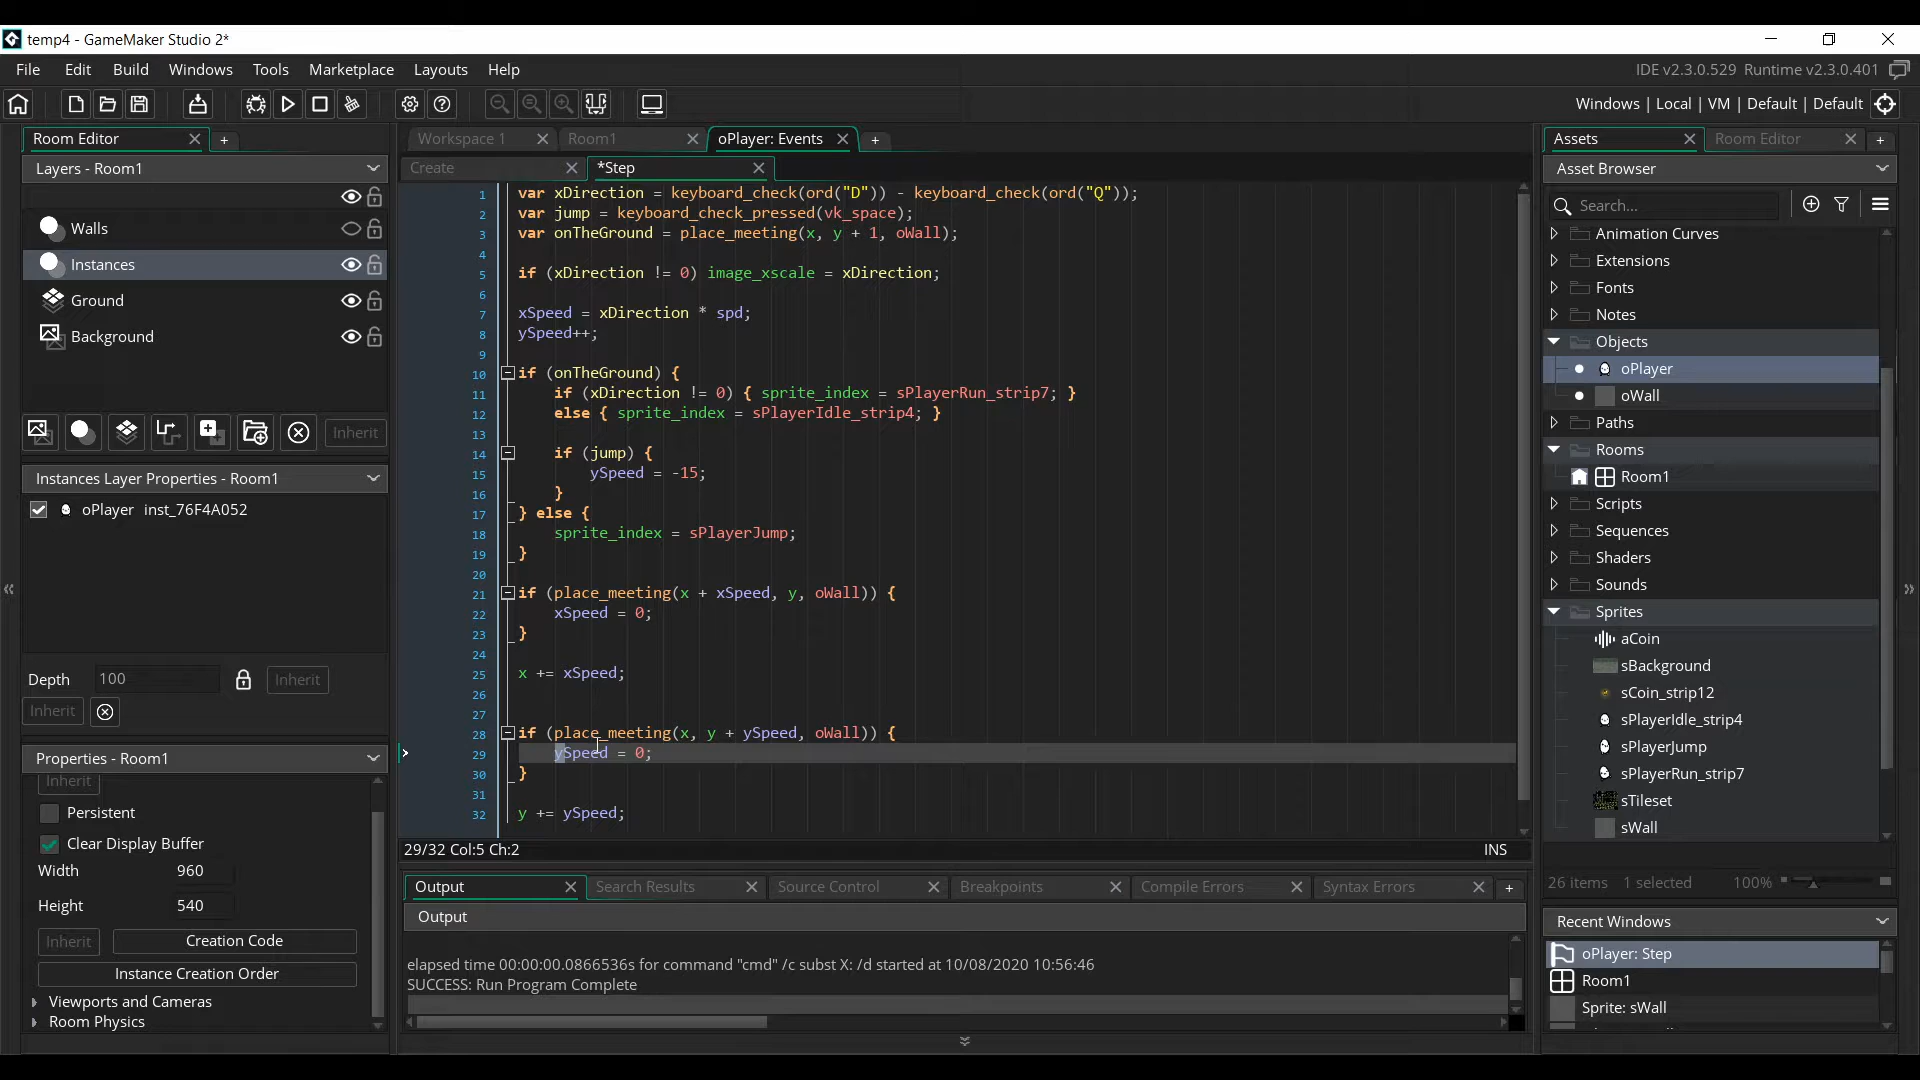 temp4 - GameMaker Studio 2*
File Edit Build Windows Tools Marketplace Layouts Help
IDE v2.3.0.529 Runtime v2.3.0.401
Windows | Local | VM | Default | Default
Room Editor
Layers - Room1
Walls
Instances
Ground
Background
Inherit
Instances Layer Properties - Room1
oPlayer inst_76F4A052
Depth 100 Inherit
Inherit
Properties - Room1
Inherit
Persistent
Clear Display Buffer
Width 960
Height 540
Inherit Creation Code
Instance Creation Order
Viewports and Cameras
Room Physics
Workspace 1 Room1 oPlayer: Events
Create *Step
1 var xDirection = keyboard_check(ord("D")) - keyboard_check(ord("Q"));
2 var jump = keyboard_check_pressed(vk_space);
3 var onTheGround = place_meeting(x, y + 1, oWall);
4
5 if (xDirection != 0) image_xscale = xDirection;
6
7 xSpeed = xDirection * spd;
8 ySpeed++;
9
10 if (onTheGround) {
11 if (xDirection != 0) { sprite_index = sPlayerRun_strip7; }
12 else { sprite_index = sPlayerIdle_strip4; }
13
14 if (jump) {
15 ySpeed = -15;
16 }
17 } else {
18 sprite_index = sPlayerJump;
19 }
20
21 if (place_meeting(x + xSpeed, y, oWall)) {
22 xSpeed = 0;
23 }
24
25 x += xSpeed;
26
27
28 if (place_meeting(x, y + ySpeed, oWall)) {
29 ySpeed = 0;
30 }
31
32 y += ySpeed;
29/32 Col:5 Ch:2 INS
Output Search Results Source Control Breakpoints Compile Errors Syntax Errors
Output
elapsed time 00:00:00.0866536s for command "cmd" /c subst X: /d started at 10/08/2020 10:56:46
SUCCESS: Run Program Complete
Assets Room Editor
Asset Browser
Search...
Animation Curves
Extensions
Fonts
Notes
Objects
oPlayer
oWall
Paths
Rooms
Room1
Scripts
Sequences
Shaders
Sounds
Sprites
aCoin
sBackground
sCoin_strip12
sPlayerIdle_strip4
sPlayerJump
sPlayerRun_strip7
sTileset
sWall
26 items 1 selected 100%
Recent Windows
oPlayer: Step
Room1
Sprite: sWall